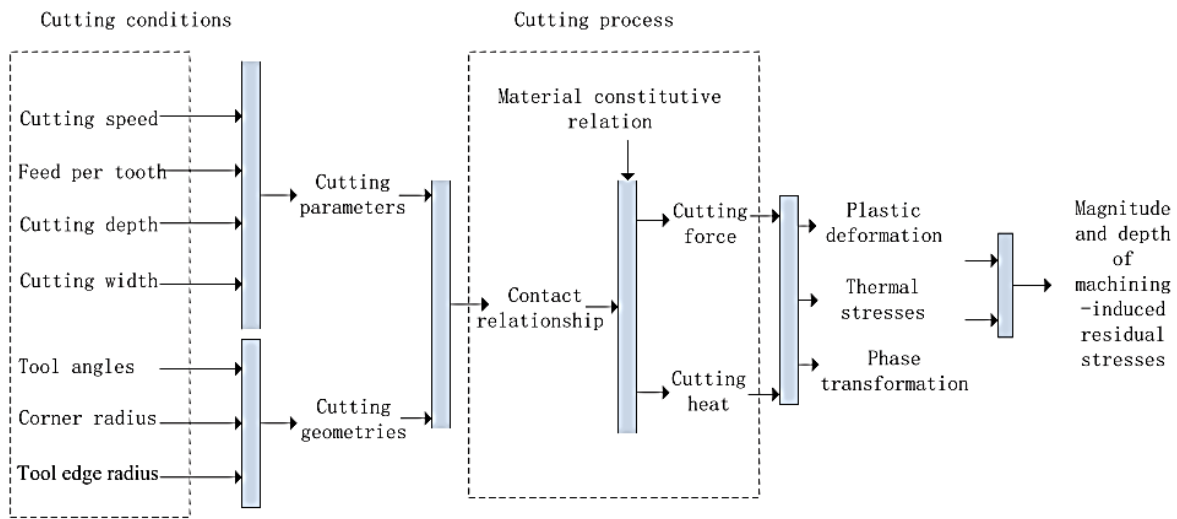 Cutting conditions
Cutting process
Cutting speed
Feed per tooth
Cutting depth
Cutting width
Tool angles
Corner radius
Tool edge radius
Cutting
parameters
Cutting
geometries
Contact
relationship
Material constitutive
relation
Cutting
force
Cutting
heat
Plastic
deformation
Thermal
stresses
Phase
transformation
Magnitude
and depth
of
machining
-induced
residual
stresses